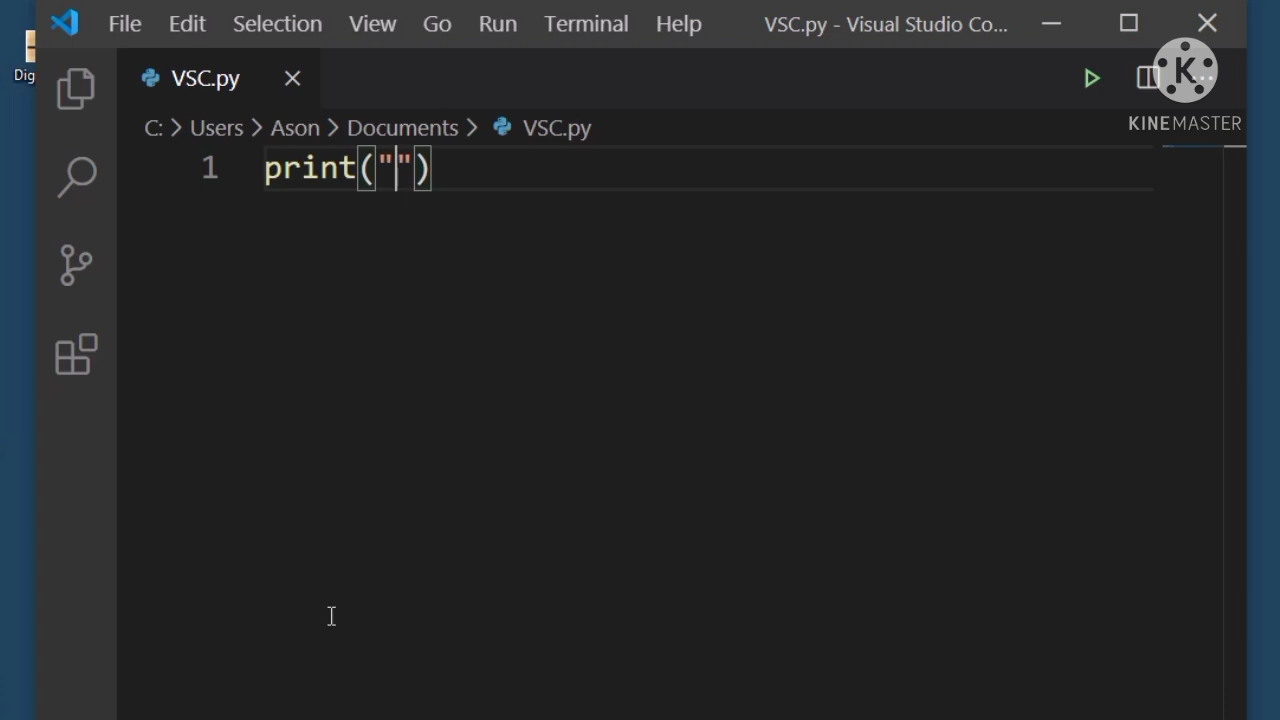 File Edit Selection View Go Run Terminal Help VSC.py - Visual Studio Co...
Dig
VSC.py
KINEMASTER
C: > Users > Ason > Documents > VSC.py
1 print("")